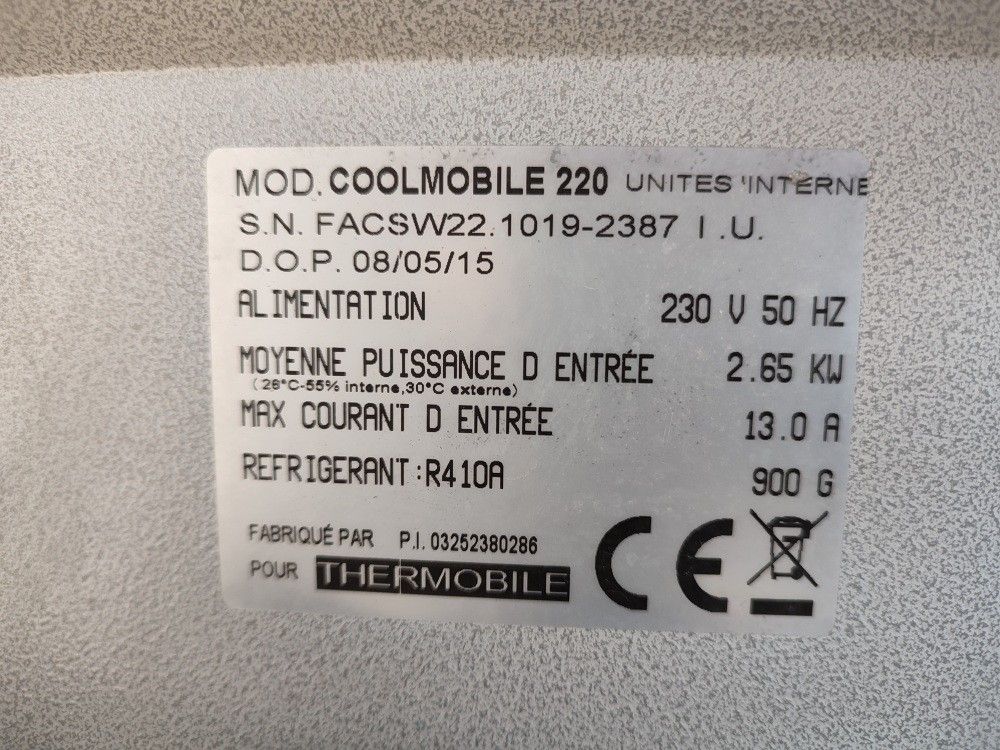 MOD. COOLMOBILE 220 UNITES 'INTERNE
S.N. FACSW22.1019-2387 I .U.
D.O.P. 08/05/15
ALIMENTATION 230 V 50 HZ
MOYENNE PUISSANCE D ENTRÉE 2.65 KW
(26°C-55% interne,30°C externe)
MAX COURANT D ENTRÉE 13.0 A
REFRIGERANT:R410A 900 G
FABRIQUÉ PAR P.I. 03252380286
POUR THERMOBILE
CE